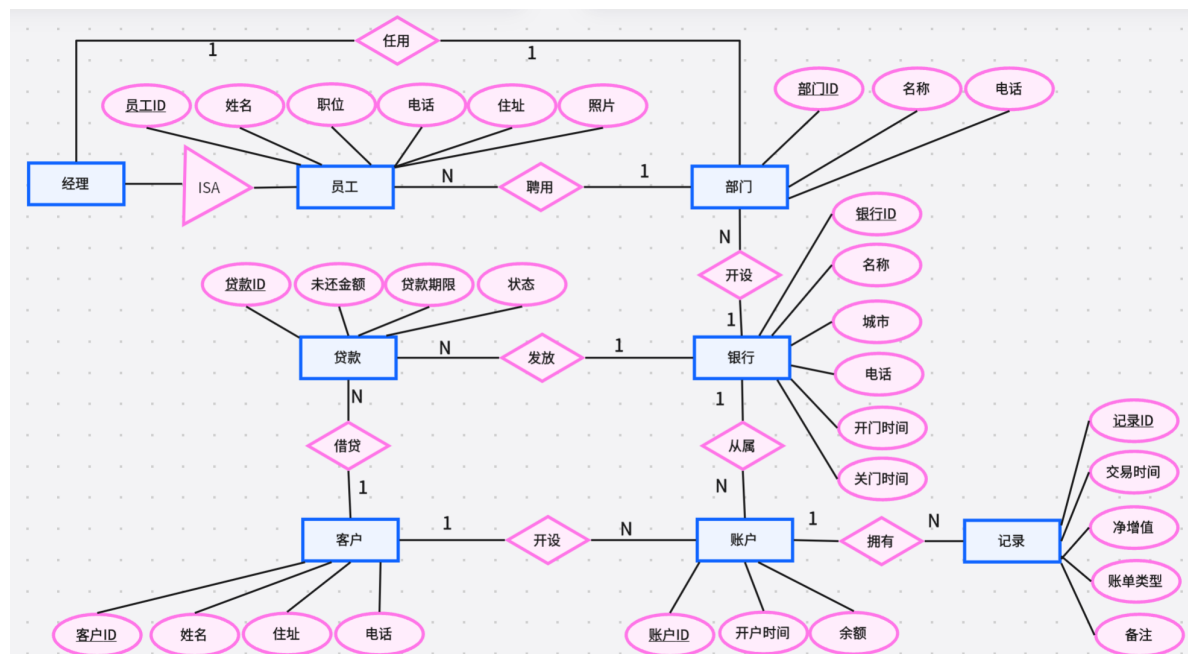 任用
1
1
员工ID
姓名
职位
电话
住址
照片
部门ID
名称
电话
经理
ISA
员工
N
聘用
1
部门
银行ID
N
名称
开设
贷款ID
未还金额
贷款期限
状态
1
城市
贷款
N
发放
1
银行
电话
N
1
开门时间
记录ID
借贷
从属
交易时间
关门时间
1
N
净增值
客户
1
开设
N
账户
1
拥有
N
记录
账单类型
客户ID
姓名
住址
电话
账户ID
开户时间
余额
备注